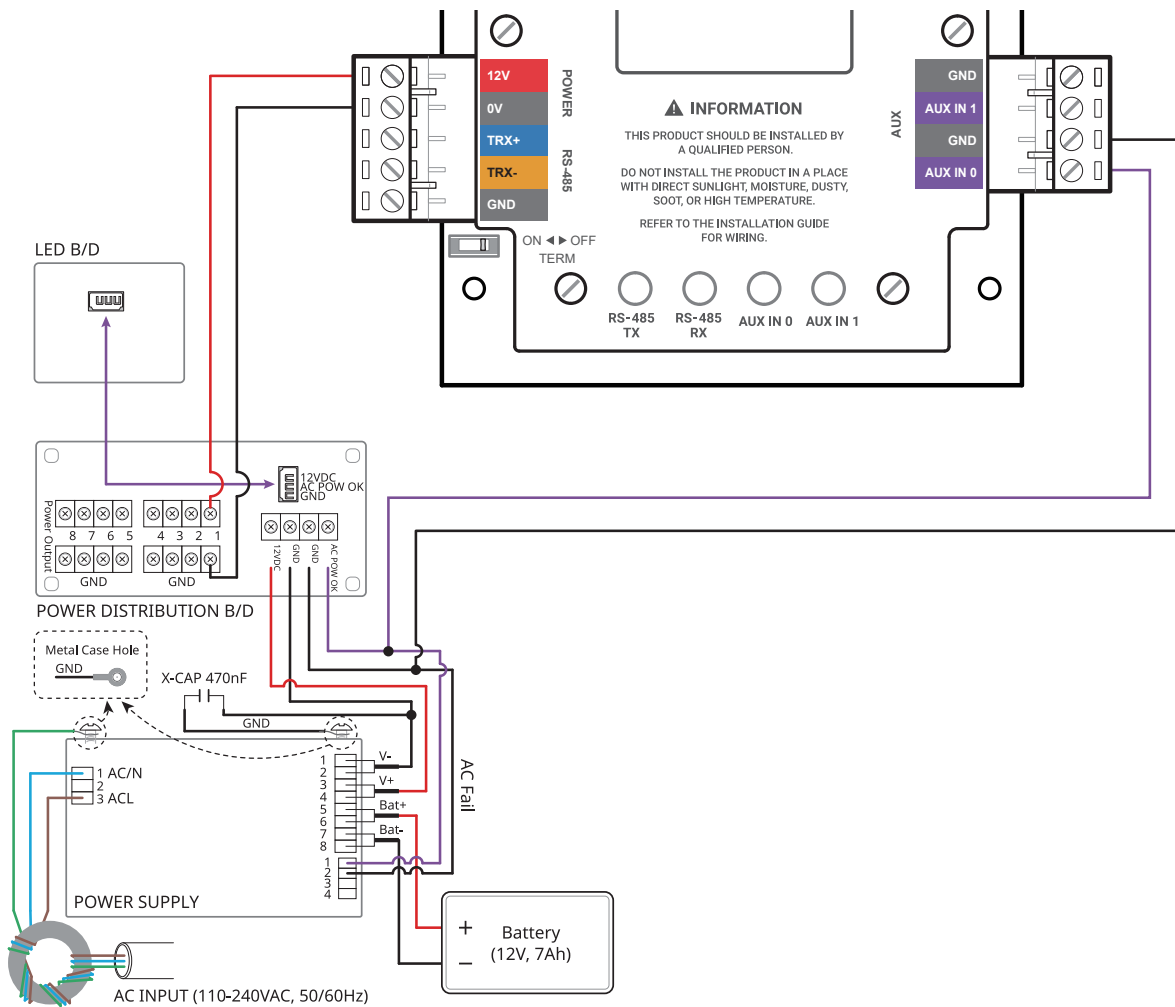 12V
0V
TRX+
TRX-
GND
POWER
RS-485
INFORMATION
THIS PRODUCT SHOULD BE INSTALLED BY
A QUALIFIED PERSON.
DO NOT INSTALL THE PRODUCT IN A PLACE
WITH DIRECT SUNLIGHT, MOISTURE, DUSTY,
SOOT, OR HIGH TEMPERATURE.
REFER TO THE INSTALLATION GUIDE
FOR WIRING.
AUX
GND
AUX IN 1
GND
AUX IN 0
ON ◄ ► OFF
TERM
RS-485
TX
RS-485
RX
AUX IN 0
AUX IN 1
LED B/D
12VDC
AC POW OK
GND
Power Output
8 7 6 5 4 3 2 1
GND GND
12VDC
GND
GND
AC POW OK
POWER DISTRIBUTION B/D
Metal Case Hole
GND
X-CAP 470nF
GND
1 AC/N
2
3 ACL
1
2
3
4
5
6
7
8
V-
V+
Bat+
Bat-
1
2
3
4
AC Fail
POWER SUPPLY
+
−
Battery
(12V, 7Ah)
AC INPUT (110-240VAC, 50/60Hz)